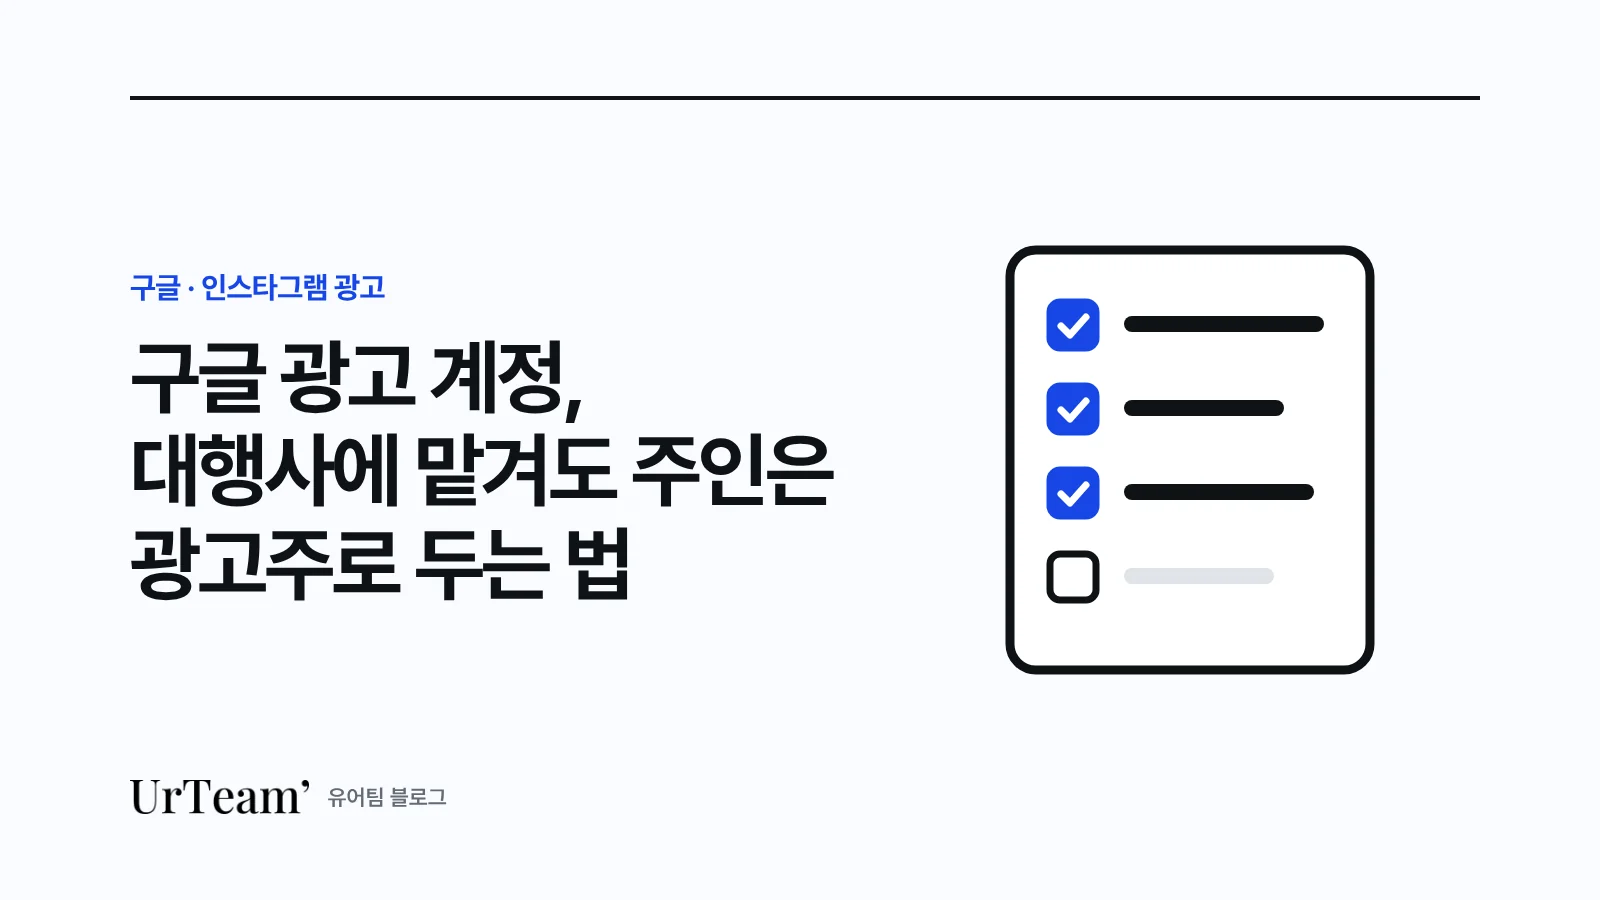 구글 · 인스타그램 광고
구글 광고 계정,
대행사에 맡겨도 주인은
광고주로 두는 법
UrTeam’ 유어팀 블로그